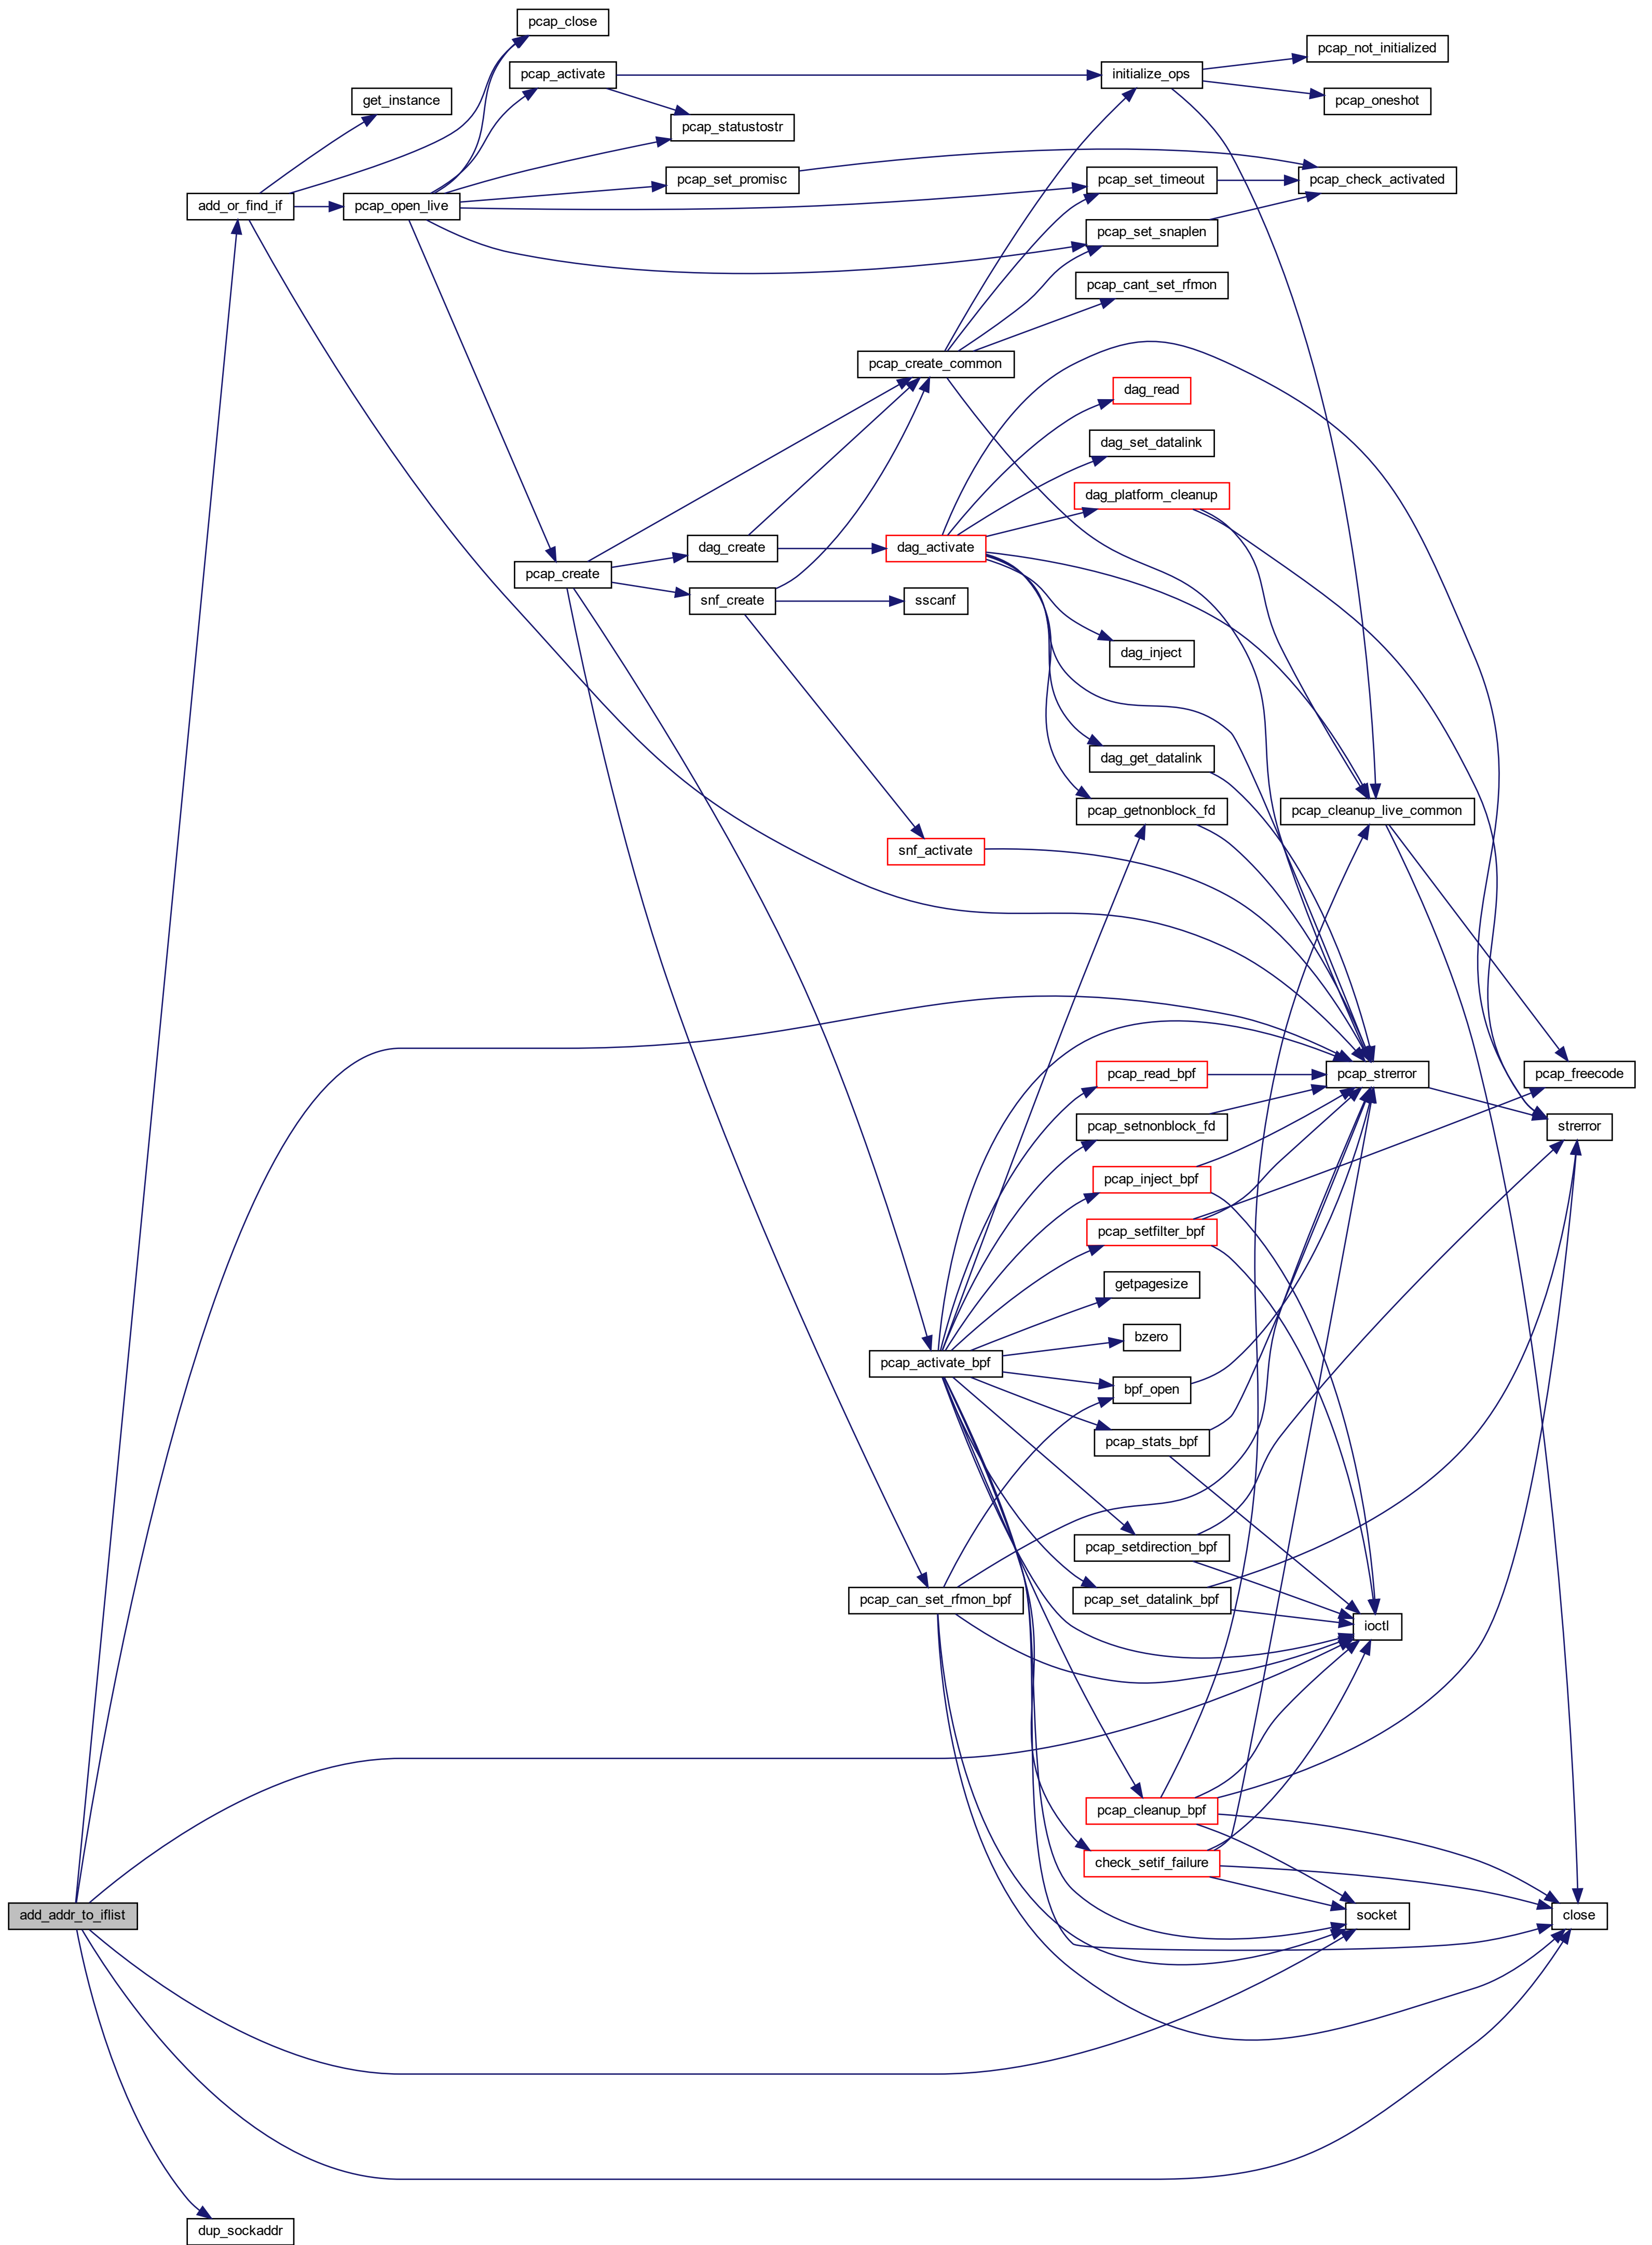 pcap_close
pcap_not_initialized
pcap_activate
initialize_ops
get_instance
pcap_oneshot
pcap_statustostr
pcap_set_promisc
pcap_set_timeout
pcap_check_activated
add_or_find_if
pcap_open_live
pcap_set_snaplen
pcap_cant_set_rfmon
pcap_create_common
dag_read
dag_set_datalink
dag_platform_cleanup
dag_create
dag_activate
pcap_create
snf_create
sscanf
dag_inject
dag_get_datalink
pcap_getnonblock_fd
pcap_cleanup_live_common
snf_activate
pcap_read_bpf
pcap_strerror
pcap_freecode
pcap_setnonblock_fd
strerror
pcap_inject_bpf
pcap_setfilter_bpf
getpagesize
bzero
pcap_activate_bpf
bpf_open
pcap_stats_bpf
pcap_setdirection_bpf
pcap_can_set_rfmon_bpf
pcap_set_datalink_bpf
ioctl
pcap_cleanup_bpf
check_setif_failure
add_addr_to_iflist
socket
close
dup_sockaddr